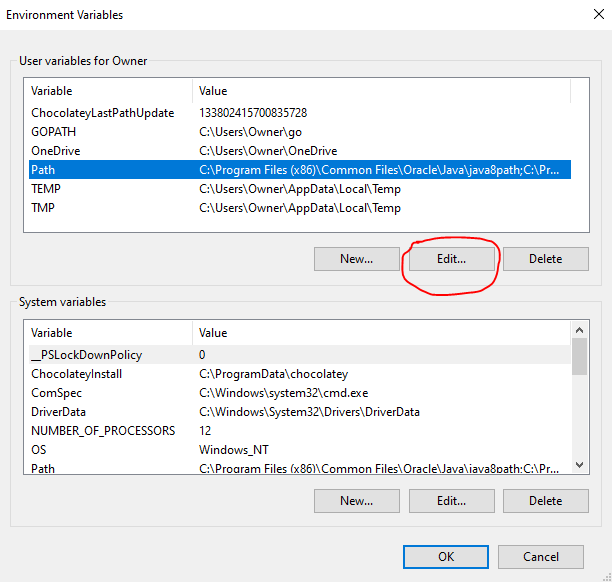 Environment Variables
User variables for Owner
Variable Value
ChocolateyLastPathUpdate 133802415700835728
GOPATH C:\Users\Owner\go
OneDrive C:\Users\Owner\OneDrive
Path C:\Program Files (x86)\Common Files\Oracle\Java\java8path;C:\Pr...
TEMP C:\Users\Owner\AppData\Local\Temp
TMP C:\Users\Owner\AppData\Local\Temp
New... Edit... Delete
System variables
Variable Value
__PSLockDownPolicy 0
ChocolateyInstall C:\ProgramData\chocolatey
ComSpec C:\Windows\system32\cmd.exe
DriverData C:\Windows\System32\Drivers\DriverData
NUMBER_OF_PROCESSORS 12
OS Windows_NT
Path C:\Program Files (x86)\Common Files\Oracle\Java\java8path;C:\Pr...
New... Edit... Delete
OK Cancel